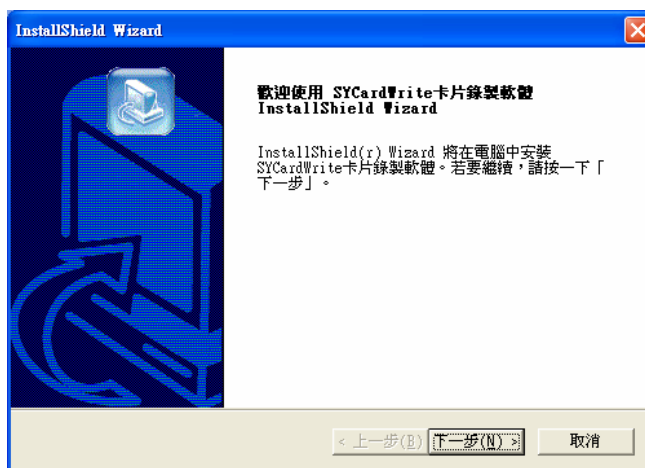 InstallShield Wizard
歡迎使用 SYCardWrite卡片錄製軟體
InstallShield Wizard
InstallShield(r) Wizard 將在電腦中安裝
SYCardWrite卡片錄製軟體。若要繼續，請按一下「
下一步」。
< 上一步(B) 下一步(N) > 取消